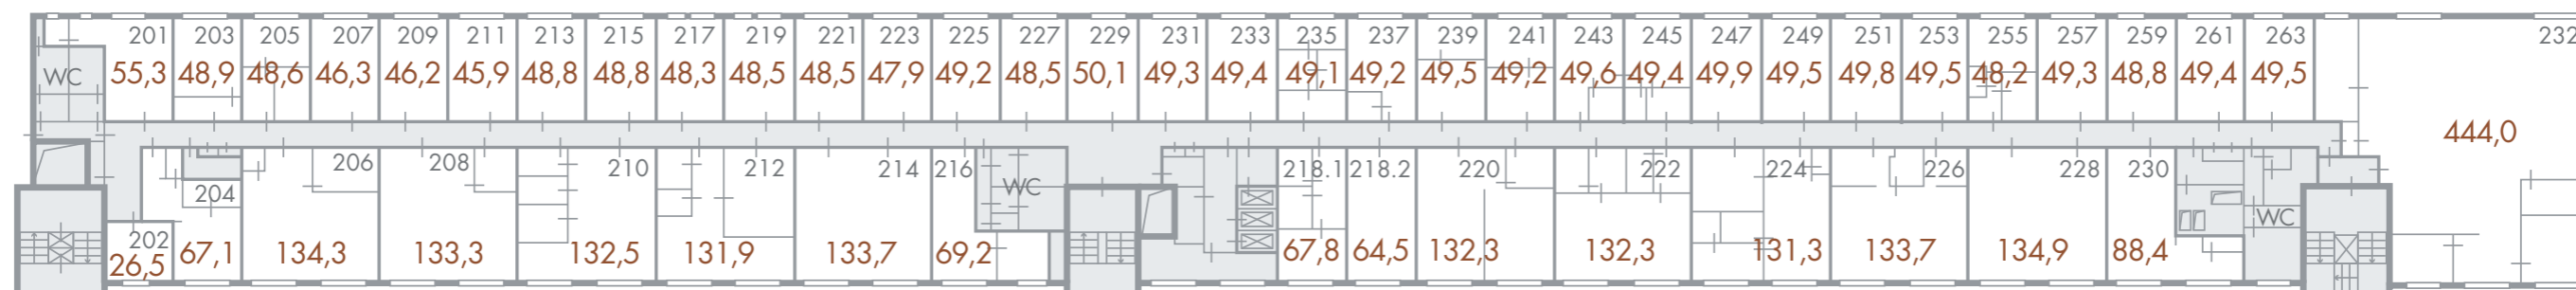 201 203 205 207 209 211 213 215 217 219 221 223 225 227 229 231 233 235 237 239 241 243 245 247 249 251 253 255 257 259 261 263 232
WC 55,3 48,9 48,6 46,3 46,2 45,9 48,8 48,8 48,3 48,5 48,5 47,9 49,2 48,5 50,1 49,3 49,4 49,1 49,2 49,5 49,2 49,6 49,4 49,9 49,5 49,8 49,5 48,2 49,3 48,8 49,4 49,5
444,0
206 208 210 212 214 216 218.1 218.2 220 222 224 226 228 230
204 WC
WC
202
26,5 67,1 134,3 133,3 132,5 131,9 133,7 69,2 67,8 64,5 132,3 132,3 131,3 133,7 134,9 88,4